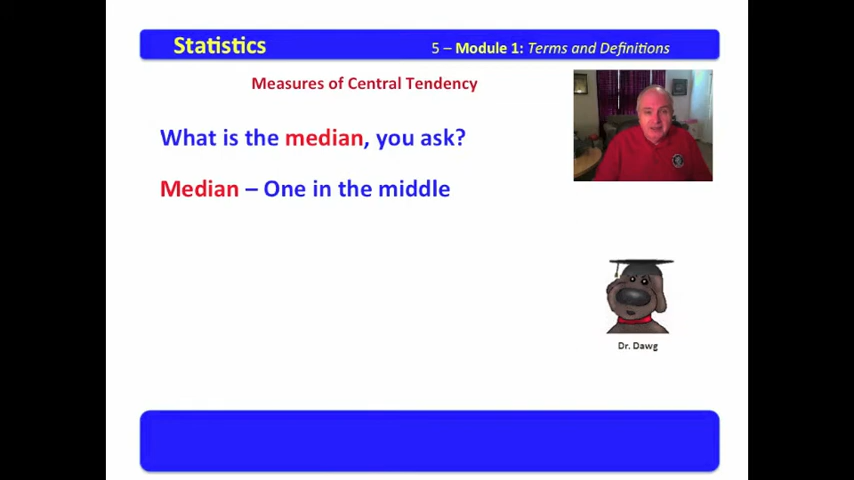 Statistics
5 – Module 1: Terms and Definitions
Measures of Central Tendency
What is the median, you ask?
Median – One in the middle
Dr. Dawg